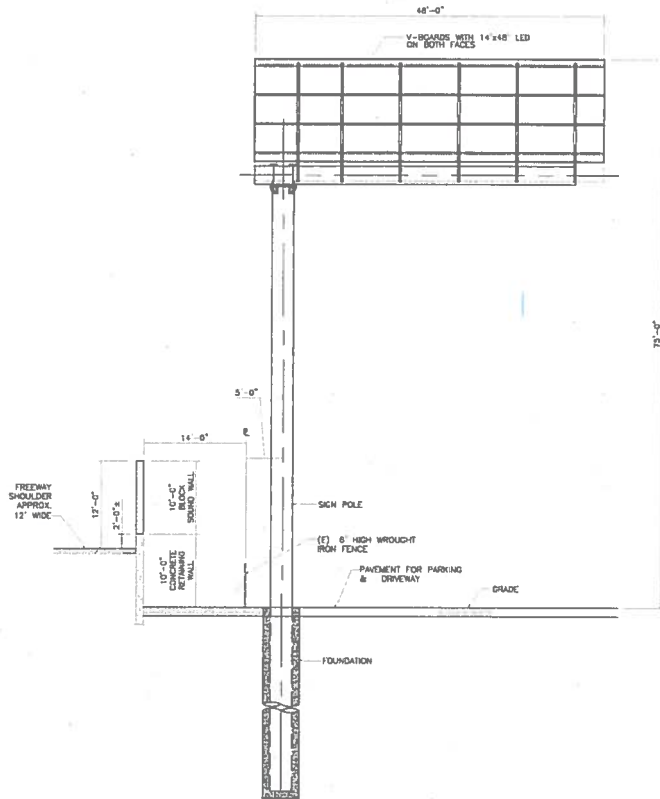 48'-0"
V-BOARDS WITH 14'x48' LED
ON BOTH FACES
75'-0"
5'-0"
14'-0"
FREEWAY
SHOULDER
APPROX.
12' WIDE
12'-0"
2'-0"±
10'-0"
BLOCK
SOUND WALL
10'-0"
CONCRETE
RETAINING
WALL
SIGN POLE
(E) 6' HIGH WROUGHT
IRON FENCE
PAVEMENT FOR PARKING
& DRIVEWAY
GRADE
FOUNDATION